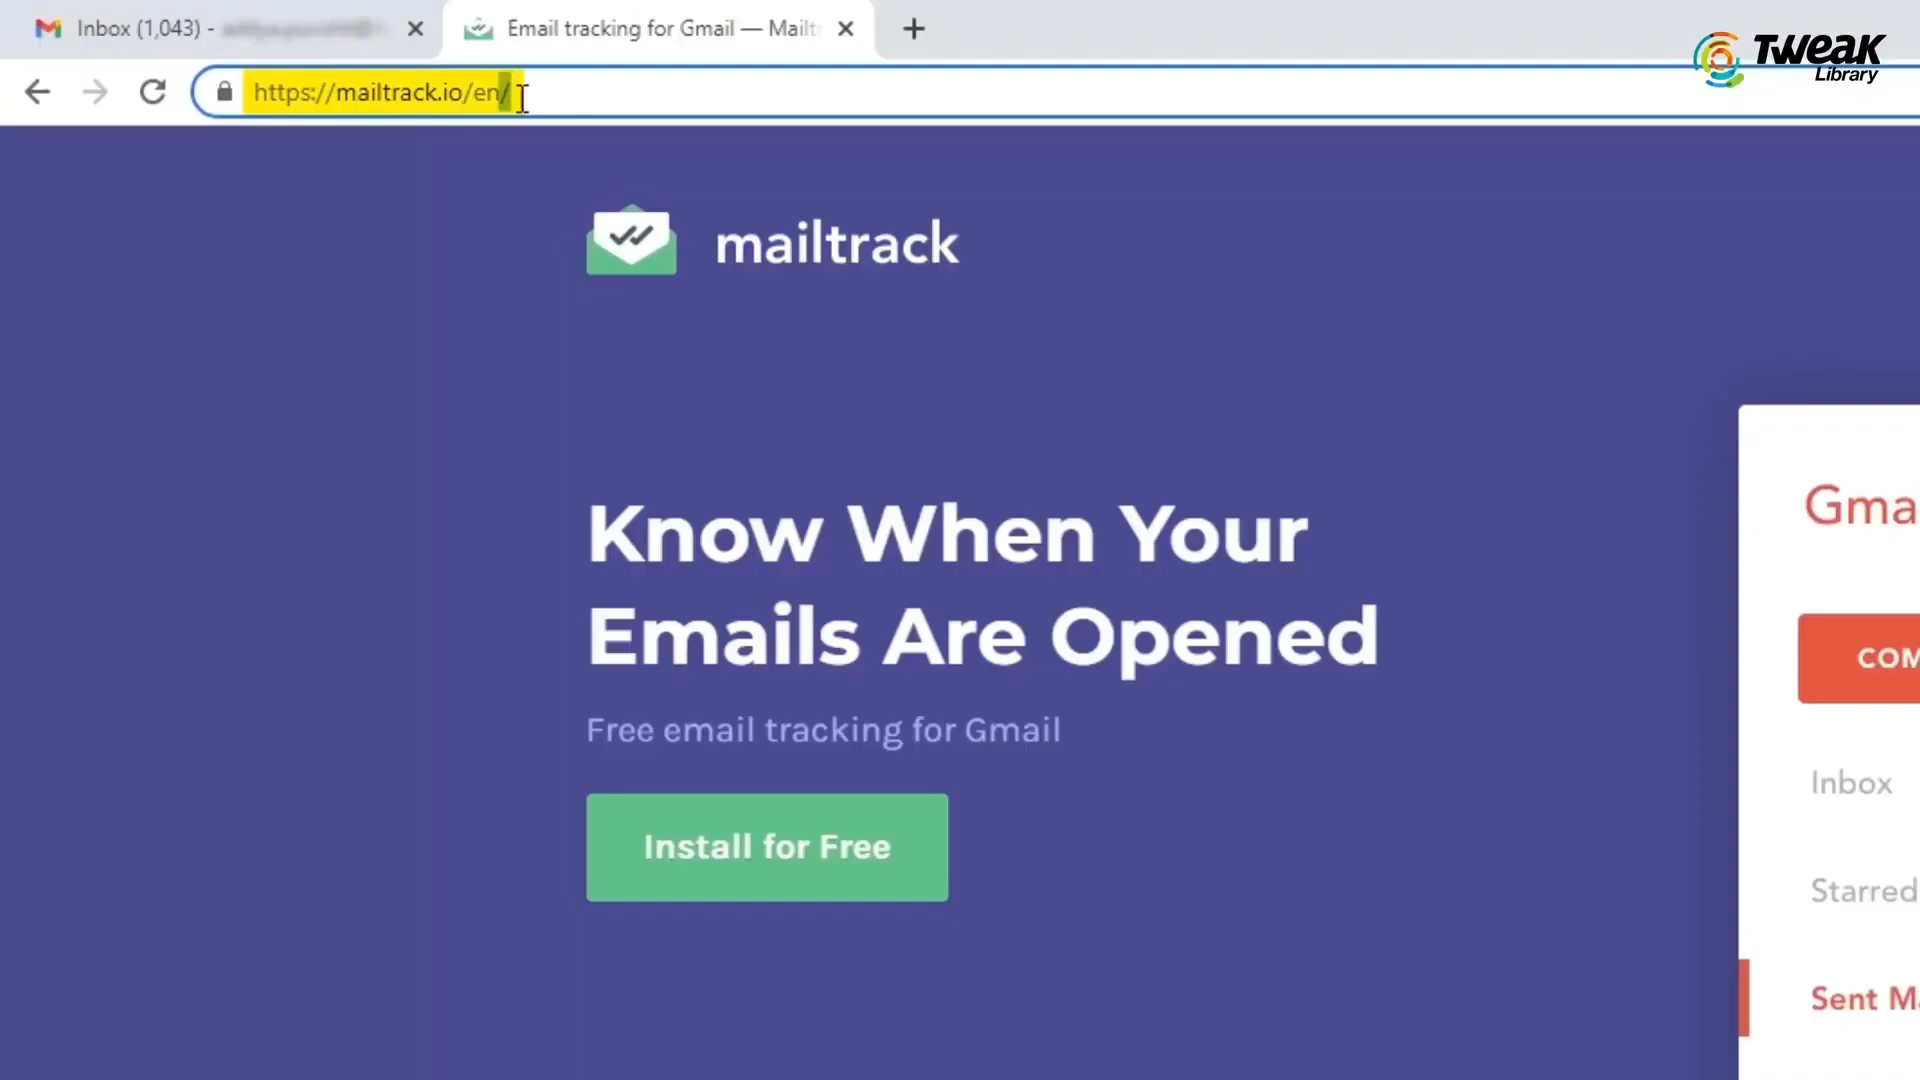 Inbox (1,043) -
Email tracking for Gmail — Mailt
TWEAK
Library
https://mailtrack.io/en/
mailtrack
Know When Your
Emails Are Opened
Free email tracking for Gmail
Install for Free
Gma
COM
Inbox
Starred
Sent Ma